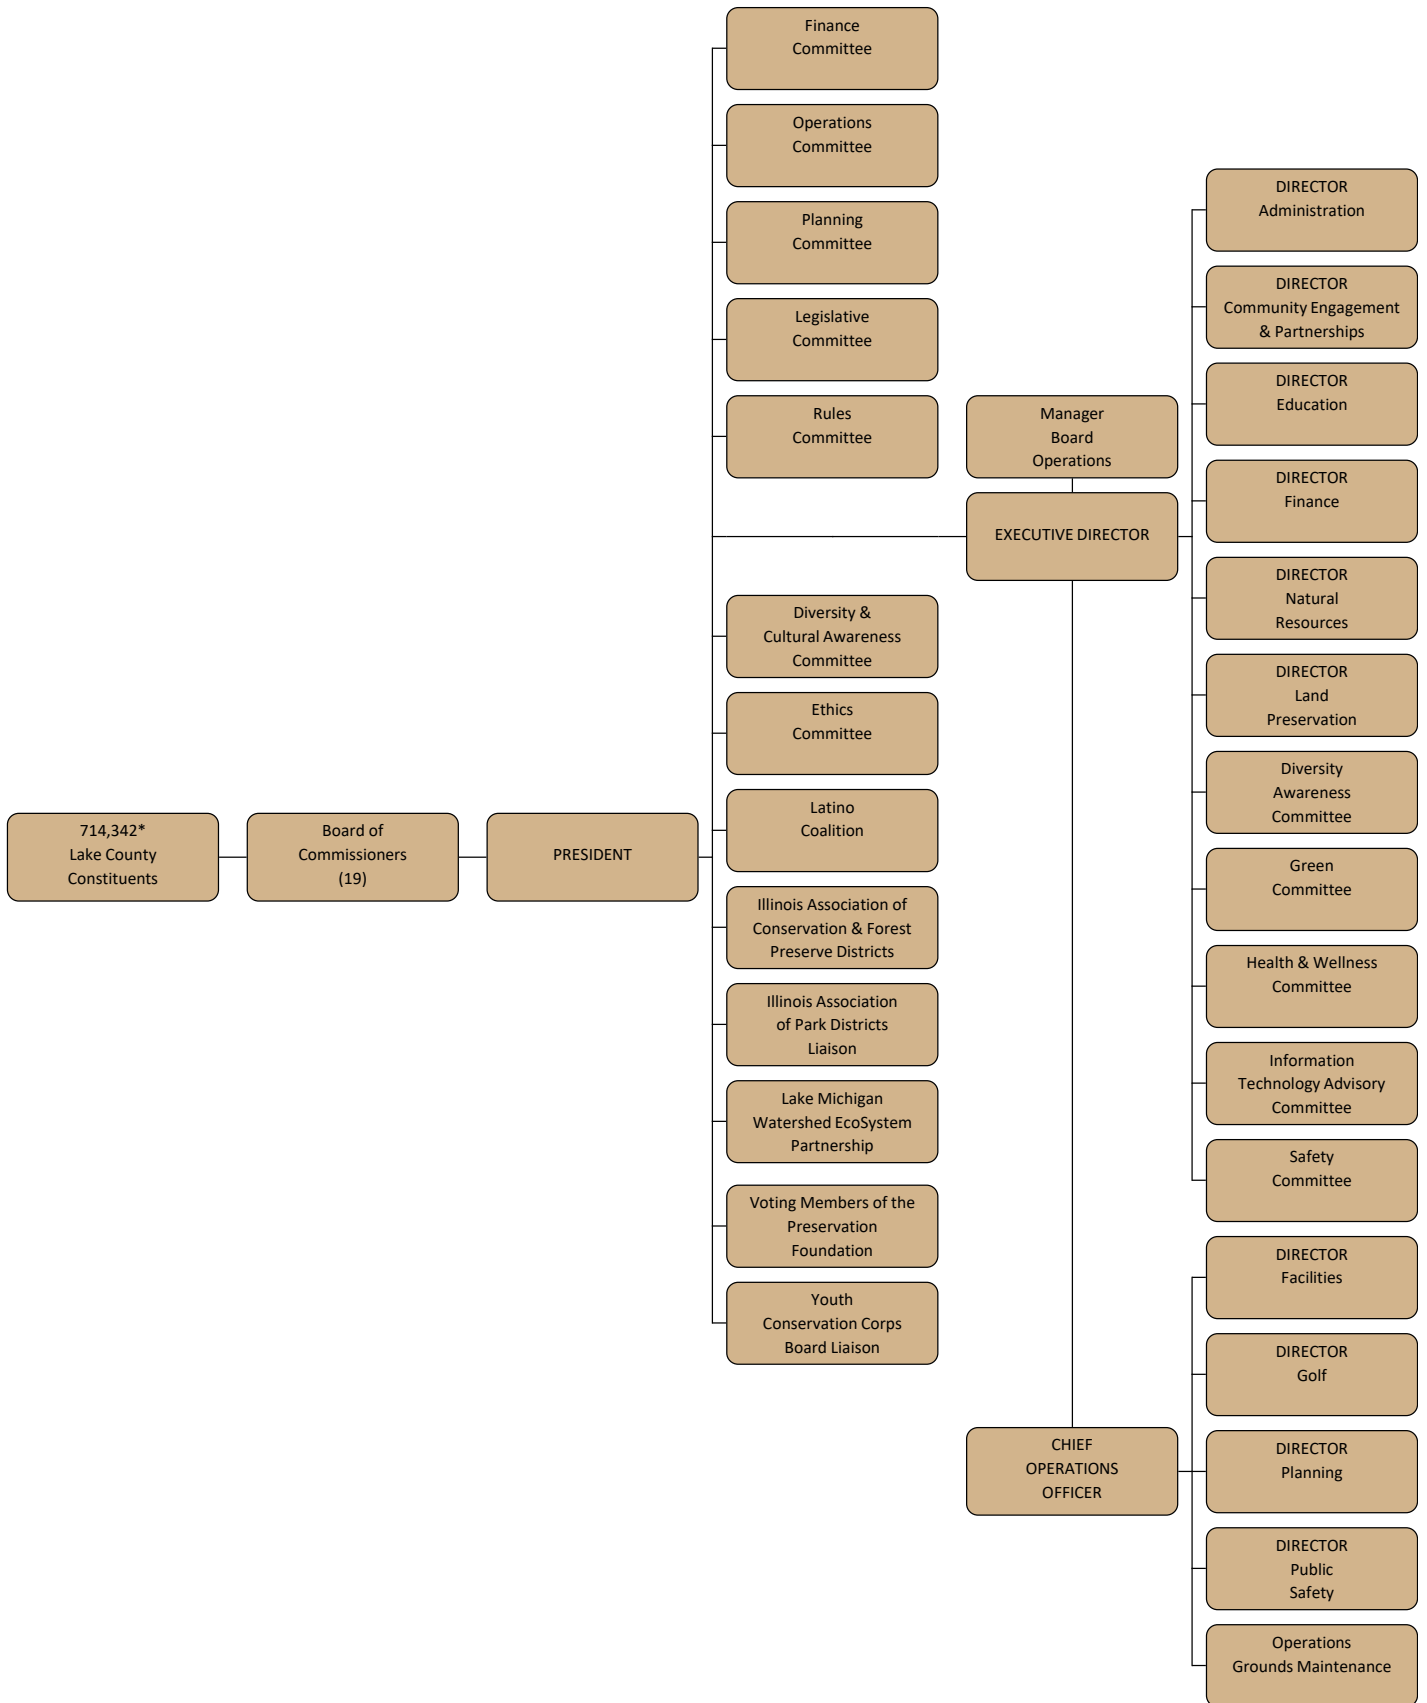 714,342*
Lake County
Constituents
Board of
Commissioners
(19)
PRESIDENT
Finance
Committee
Operations
Committee
Planning
Committee
Legislative
Committee
Rules
Committee
Diversity &
Cultural Awareness
Committee
Ethics
Committee
Latino
Coalition
Illinois Association of
Conservation & Forest
Preserve Districts
Illinois Association
of Park Districts
Liaison
Lake Michigan
Watershed EcoSystem
Partnership
Voting Members of the
Preservation
Foundation
Youth
Conservation Corps
Board Liaison
Manager
Board
Operations
EXECUTIVE DIRECTOR
CHIEF
OPERATIONS
OFFICER
DIRECTOR
Administration
DIRECTOR
Community Engagement
& Partnerships
DIRECTOR
Education
DIRECTOR
Finance
DIRECTOR
Natural
Resources
DIRECTOR
Land
Preservation
Diversity
Awareness
Committee
Green
Committee
Health & Wellness
Committee
Information
Technology Advisory
Committee
Safety
Committee
DIRECTOR
Facilities
DIRECTOR
Golf
DIRECTOR
Planning
DIRECTOR
Public
Safety
Operations
Grounds Maintenance